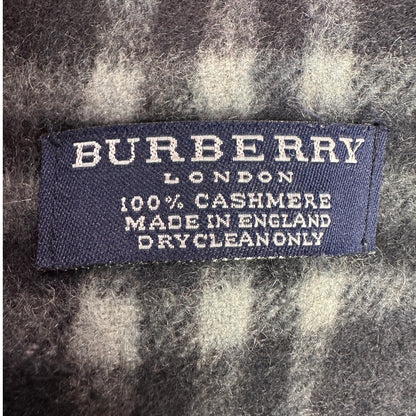 BURBERRY
LONDON
100% CASHMERE
MADE IN ENGLAND
DRYCLEAN ONLY